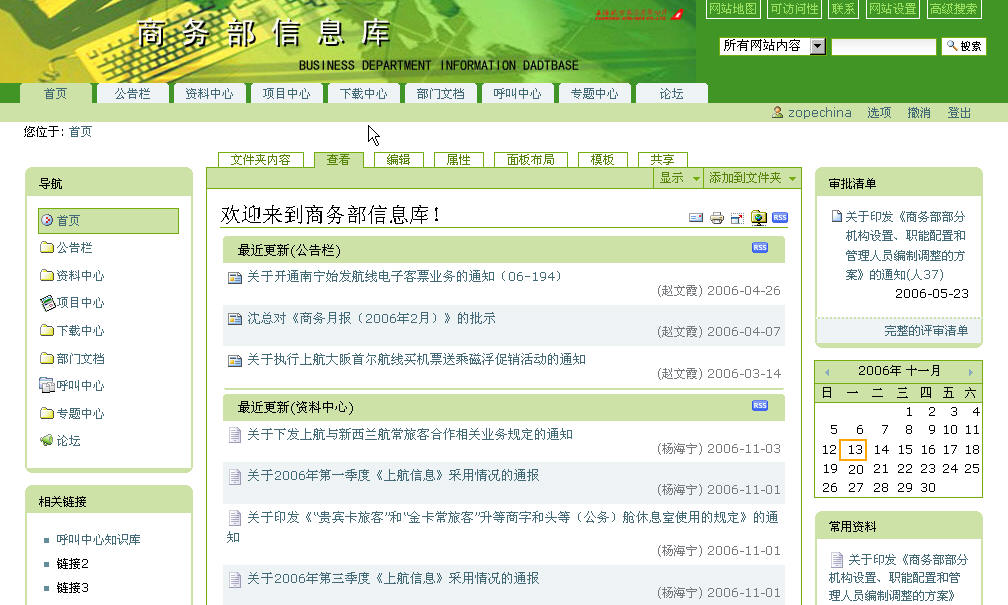 网站地图 可访问性 联系 网站设置 高级搜索
商务部信息库
所有网站内容 搜索
BUSINESS DEPARTMENT INFORMATION DADTBASE
首页 公告栏 资料中心 项目中心 下载中心 部门文档 呼叫中心 专题中心 论坛
zopechina 选项 撤消 登出
您位于: 首页
文件夹内容 查看 编辑 属性 面板布局 模板 共享
显示 添加到文件夹
导航
首页
公告栏
资料中心
项目中心
下载中心
部门文档
呼叫中心
专题中心
论坛
相关链接
呼叫中心知识库
链接2
链接3
欢迎来到商务部信息库！
RSS
最近更新(公告栏) RSS
关于开通南宁始发航线电子客票业务的通知（06-194）
(赵文霞) 2006-04-26
沈总对《商务月报（2006年2月）》的批示
(赵文霞) 2006-04-07
关于执行上航大阪首尔航线买机票送乘磁浮促销活动的通知
(赵文霞) 2006-03-14
最近更新(资料中心) RSS
关于下发上航与新西兰航常旅客合作相关业务规定的通知
(杨海宁) 2006-11-03
关于2006年第一季度《上航信息》采用情况的通报
(杨海宁) 2006-11-01
关于印发《“贵宾卡旅客”和“金卡常旅客”升等商字和头等（公务）舱休息室使用的规定》的通
知
(杨海宁) 2006-11-01
关于2006年第三季度《上航信息》采用情况的通报
(杨海宁) 2006-11-01
审批清单
关于印发《商务部部分
机构设置、职能配置和
管理人员编制调整的方
案》的通知(人37)
2006-05-23
完整的评审清单
2006年 十一月
日 一 二 三 四 五 六
1 2 3 4
5 6 7 8 9 10 11
12 13 14 15 16 17 18
19 20 21 22 23 24 25
26 27 28 29 30
常用资料
关于印发《商务部部分
机构设置、职能配置和管
理人员编制调整的方案》